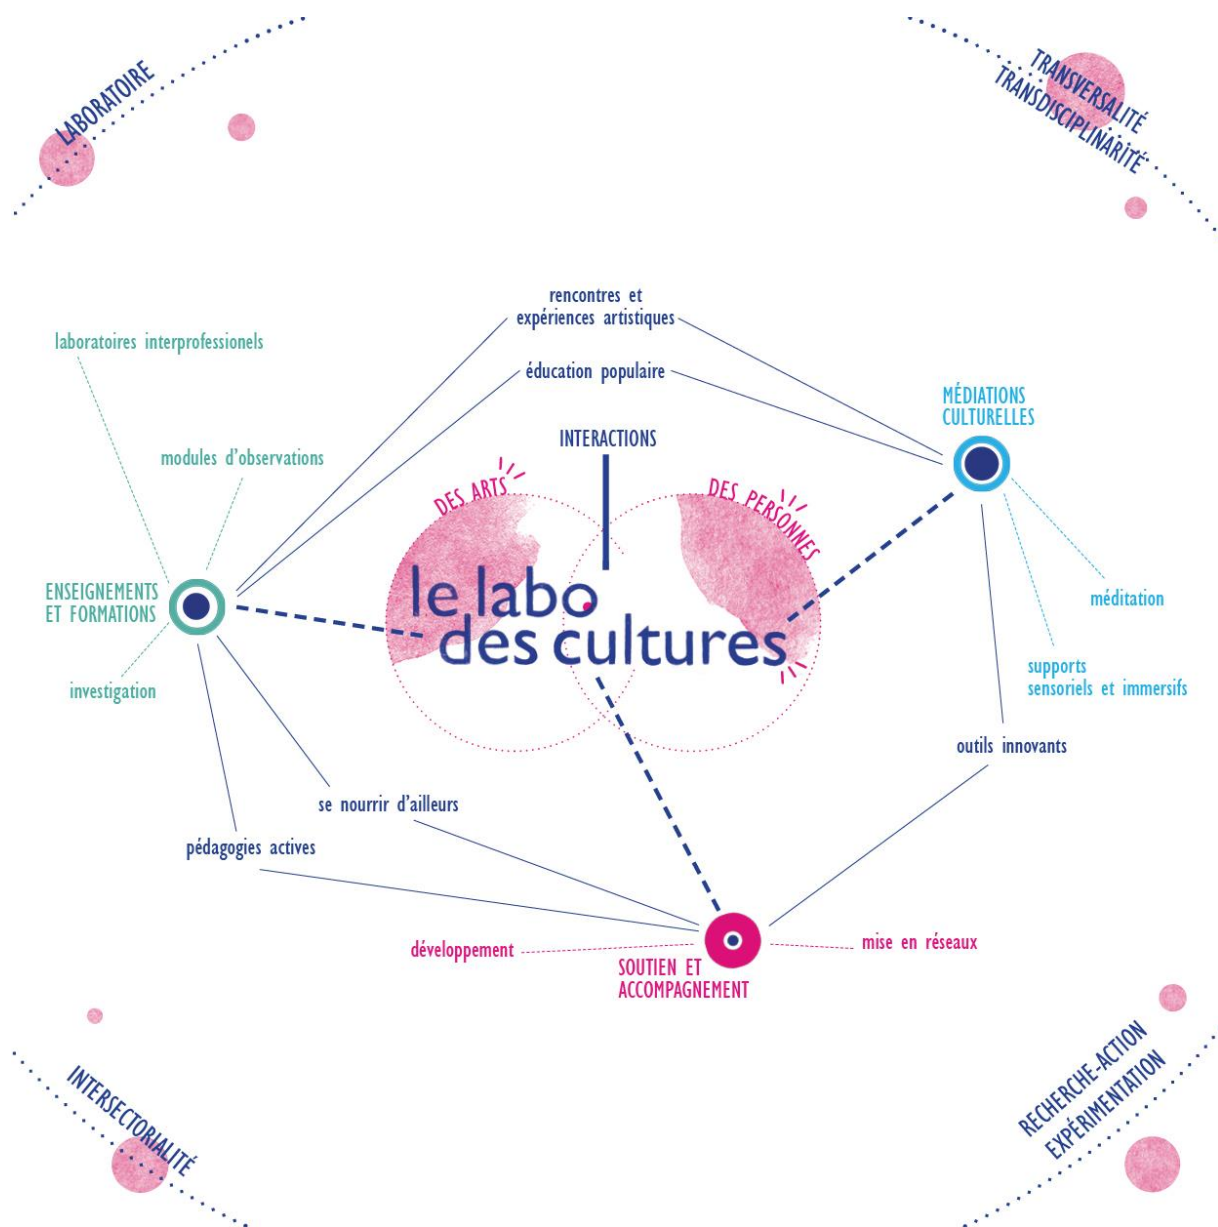 LABORATOIRE
TRANSVERSALITÉ
TRANSDISCIPLINARITÉ
rencontres et
expériences artistiques
laboratoires interprofessionels
éducation populaire
MÉDIATIONS
CULTURELLES
INTERACTIONS
modules d'observations
DES ARTS
DES PERSONNES
le labo
des cultures
ENSEIGNEMENTS
ET FORMATIONS
méditation
investigation
supports
sensoriels et immersifs
outils innovants
se nourrir d'ailleurs
pédagogies actives
développement
mise en réseaux
SOUTIEN ET
ACCOMPAGNEMENT
INTERSECTORIALITÉ
RECHERCHE-ACTION
EXPÉRIMENTATION